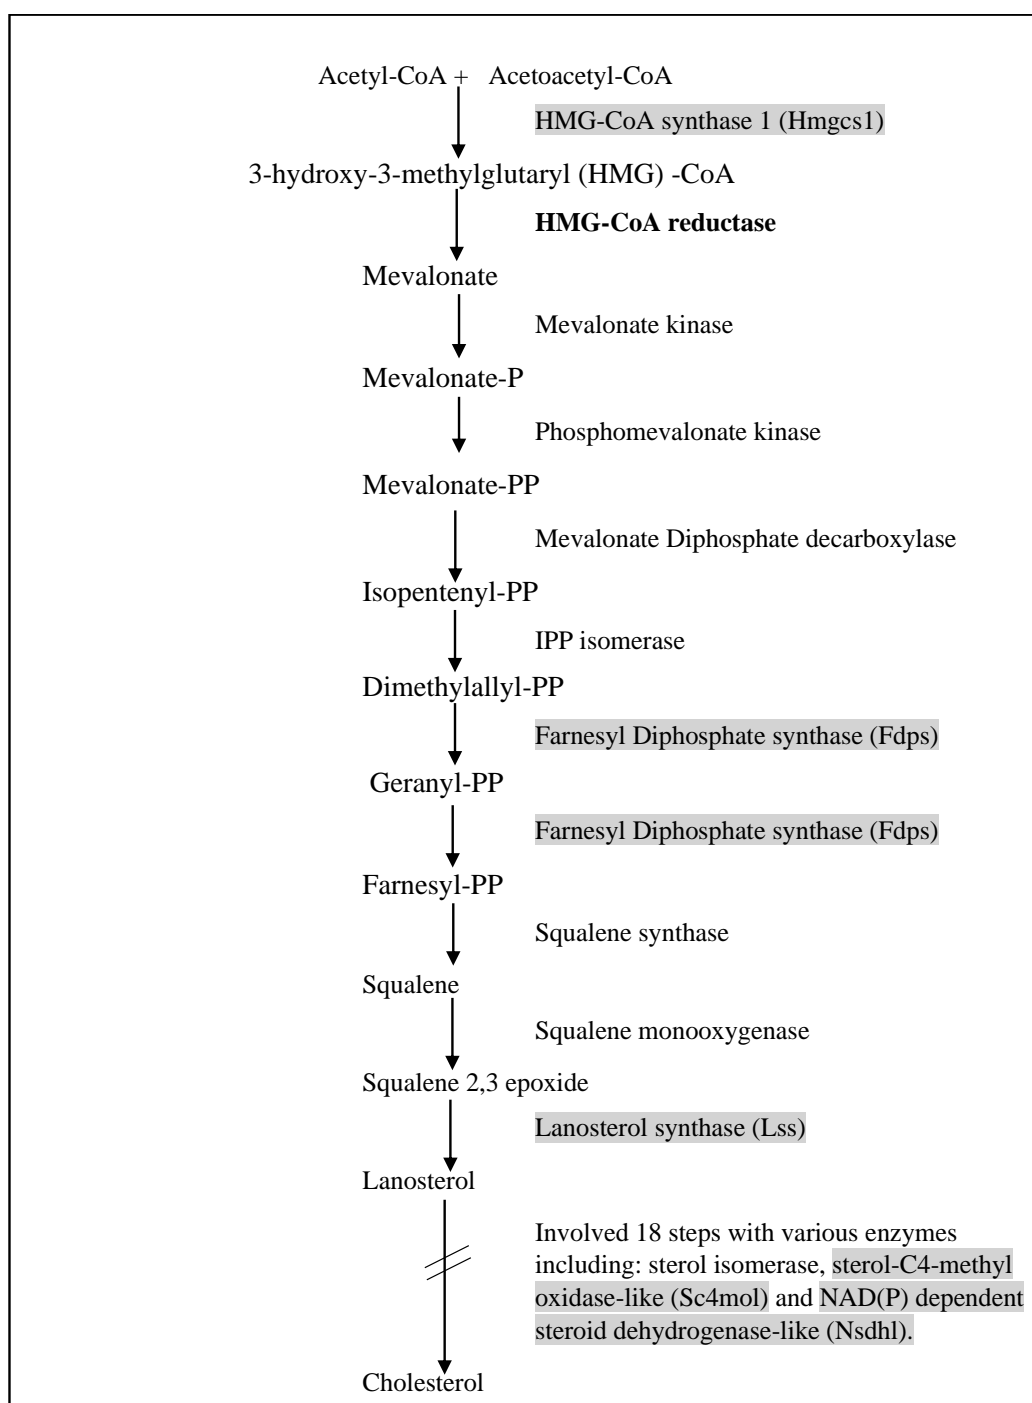 Acetyl-CoA + Acetoacetyl-CoA
HMG-CoA synthase 1 (Hmgcs1)
3-hydroxy-3-methylglutaryl (HMG) -CoA
HMG-CoA reductase
Mevalonate
Mevalonate kinase
Mevalonate-P
Phosphomevalonate kinase
Mevalonate-PP
Mevalonate Diphosphate decarboxylase
Isopentenyl-PP
IPP isomerase
Dimethylallyl-PP
Farnesyl Diphosphate synthase (Fdps)
Geranyl-PP
Farnesyl Diphosphate synthase (Fdps)
Farnesyl-PP
Squalene synthase
Squalene
Squalene monooxygenase
Squalene 2,3 epoxide
Lanosterol synthase (Lss)
Lanosterol
Involved 18 steps with various enzymes
including: sterol isomerase, sterol-C4-methyl
oxidase-like (Sc4mol) and NAD(P) dependent
steroid dehydrogenase-like (Nsdhl).
Cholesterol